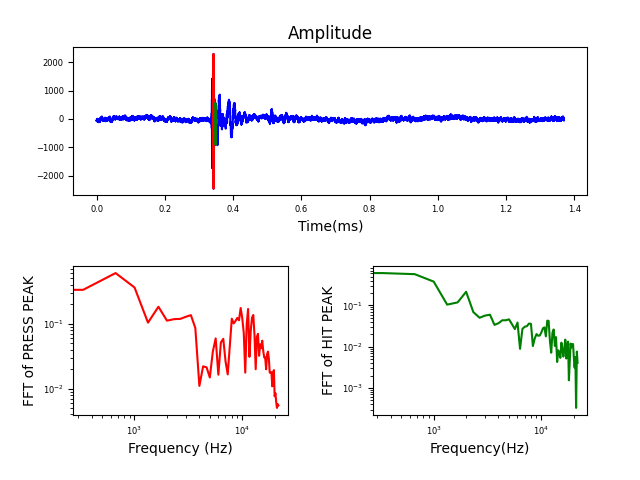 Amplitude
2000
1000
0
−1000
−2000
0.0 0.2 0.4 0.6 0.8 1.0 1.2 1.4
Time(ms)
FFT of PRESS PEAK
10⁻¹
10⁻²
10³ 10⁴
Frequency (Hz)
FFT of HIT PEAK
10⁻¹
10⁻²
10⁻³
10³ 10⁴
Frequency(Hz)